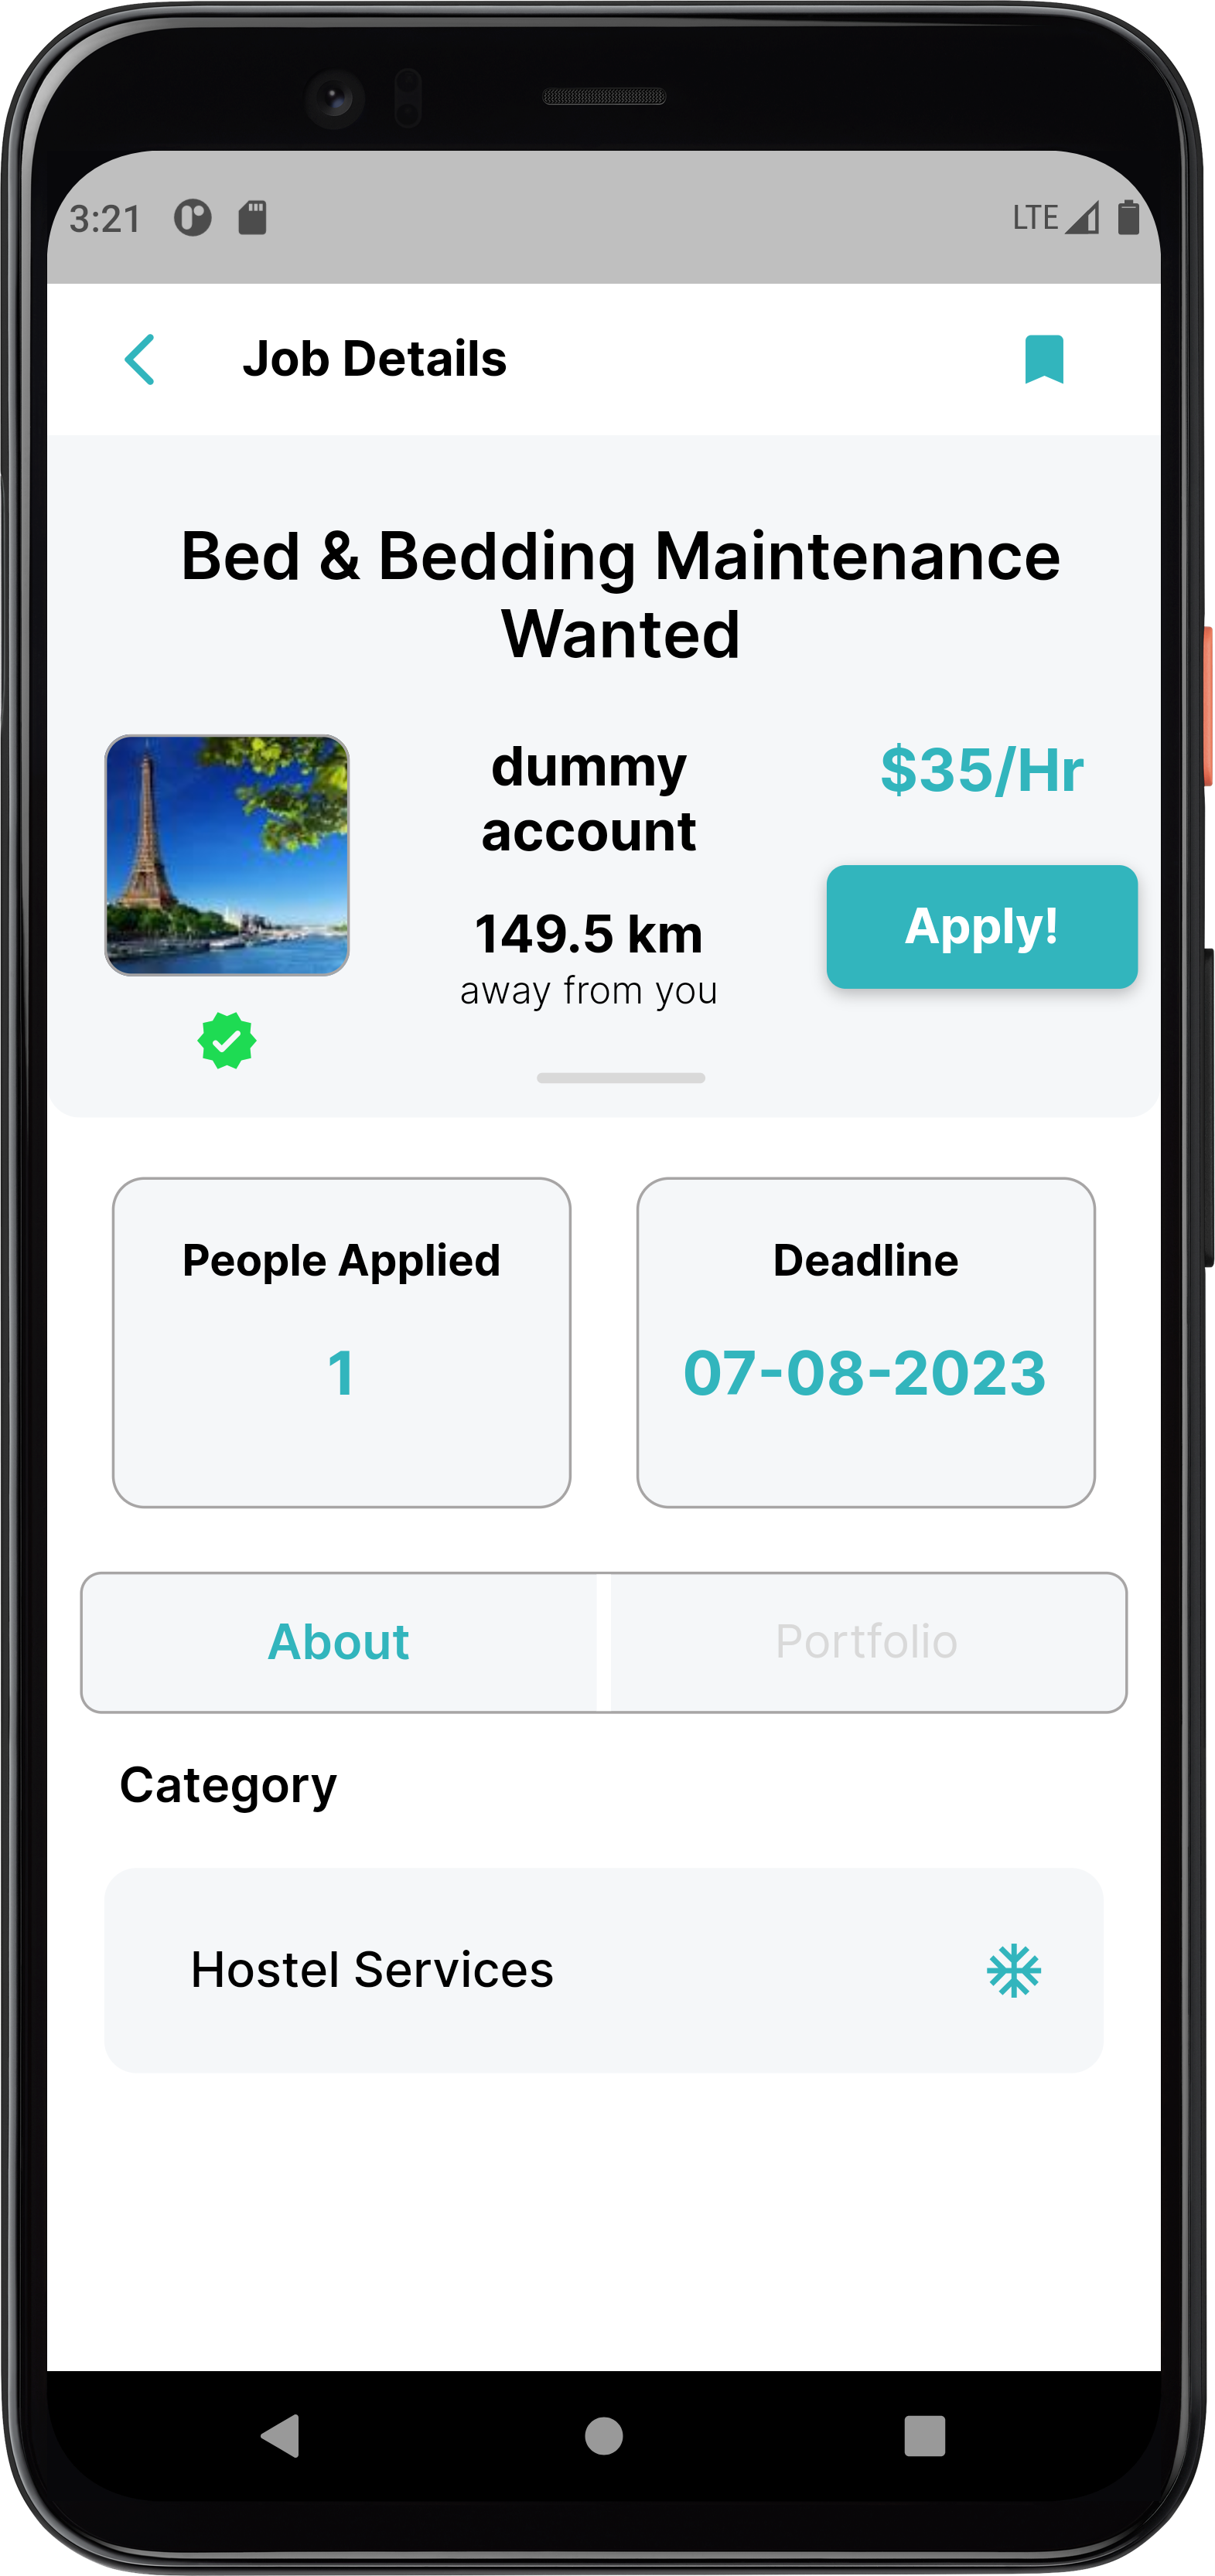 3:21
LTE
Job Details
Bed & Bedding Maintenance
Wanted
dummy
account
149.5 km
away from you
$35/Hr
Apply!
People Applied
1
Deadline
07-08-2023
About
Portfolio
Category
Hostel Services